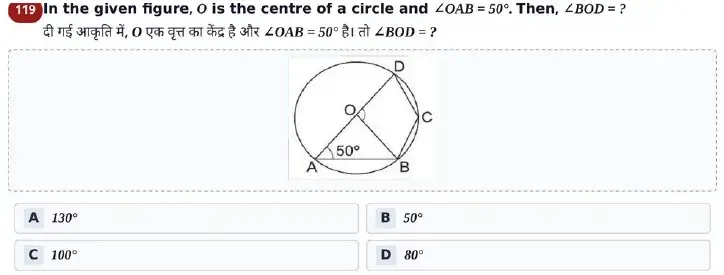 119 In the given figure, O is the centre of a circle and ∠OAB = 50°. Then, ∠BOD = ?
दी गई आकृति में, O एक वृत्त का केंद्र है और ∠OAB = 50° है। तो ∠BOD = ?
D
O
C
50°
A
B
A 130°
B 50°
C 100°
D 80°